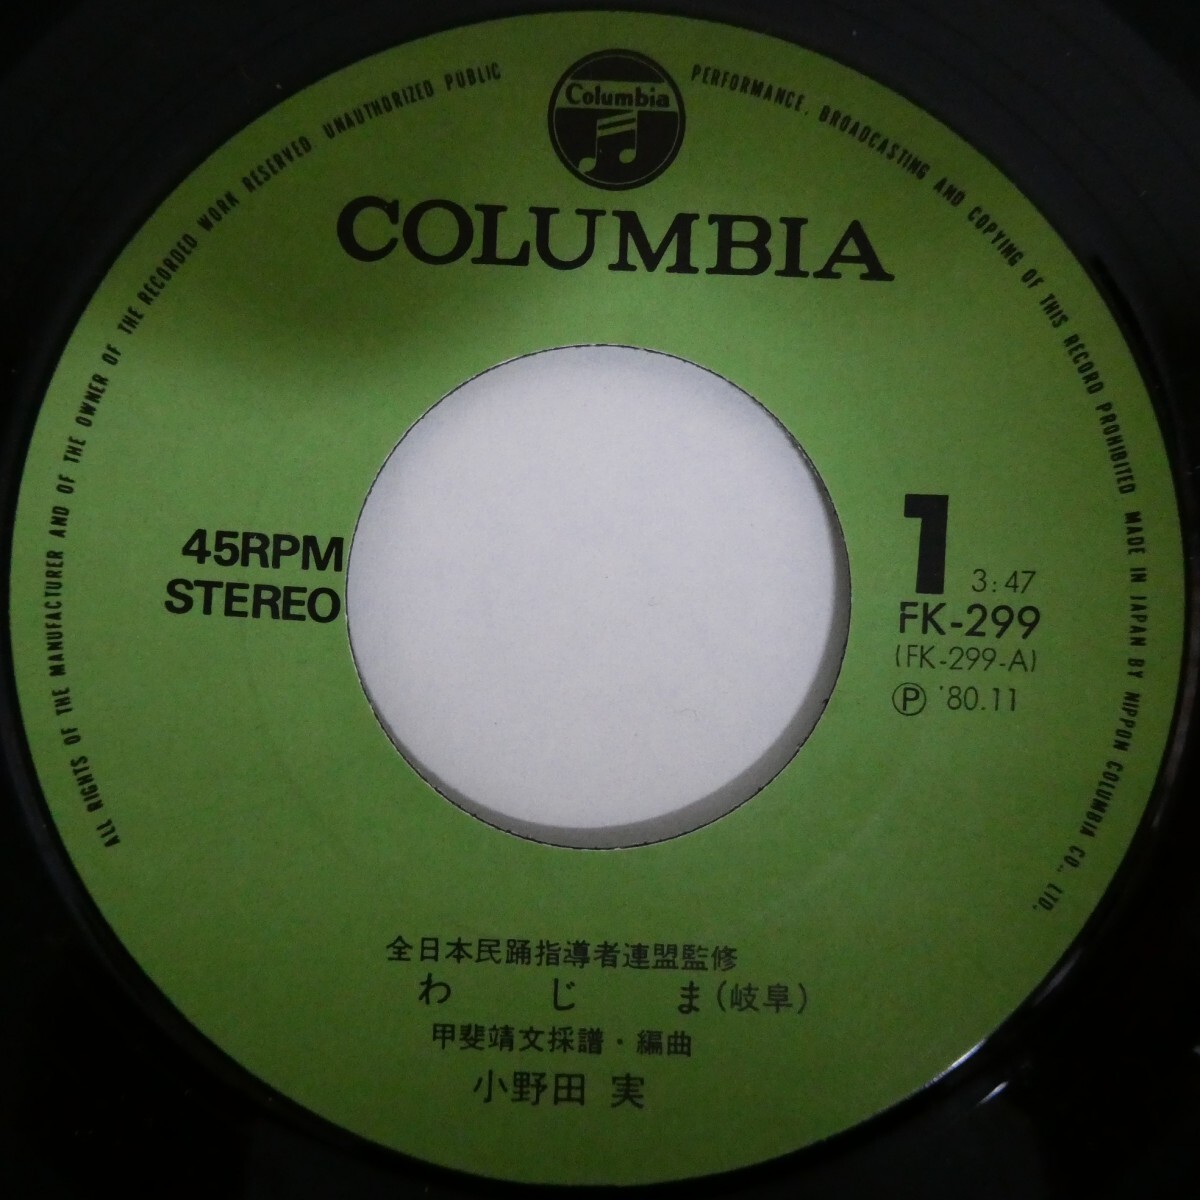 ALL RIGHTS OF THE MANUFACTURER AND OF THE OWNER OF THE RECORDED WORK RESERVED UNAUTHORIZED PUBLIC PERFORMANCE, BROADCASTING AND COPYING OF THIS RECORD PROHIBITED MADE IN JAPAN BY NIPPON COLUMBIA CO., LTD.
Columbia
COLUMBIA
45RPM
STEREO
1 3:47
FK-299
(FK-299-A)
Ⓟ '80.11
全日本民踊指導者連盟監修
わじま(岐阜)
甲斐靖文採譜・編曲
小野田 実